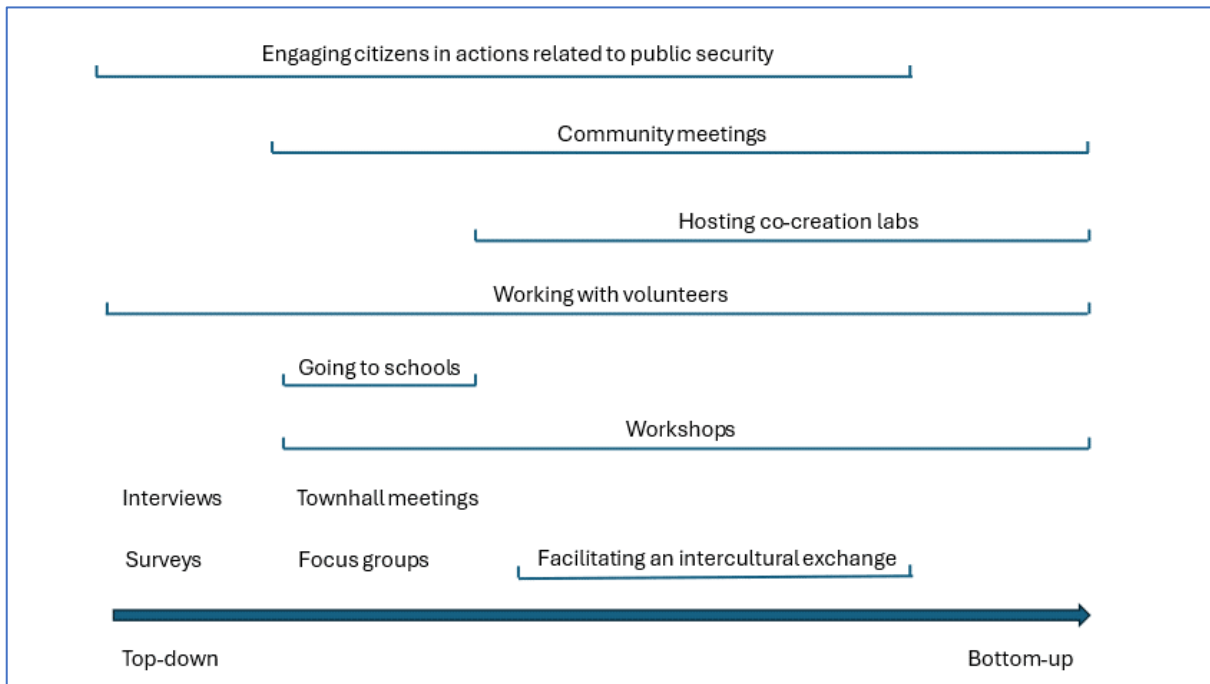 Engaging citizens in actions related to public security
Community meetings
Hosting co-creation labs
Working with volunteers
Going to schools
Workshops
Interviews
Townhall meetings
Surveys
Focus groups
Facilitating an intercultural exchange
Top-down
Bottom-up